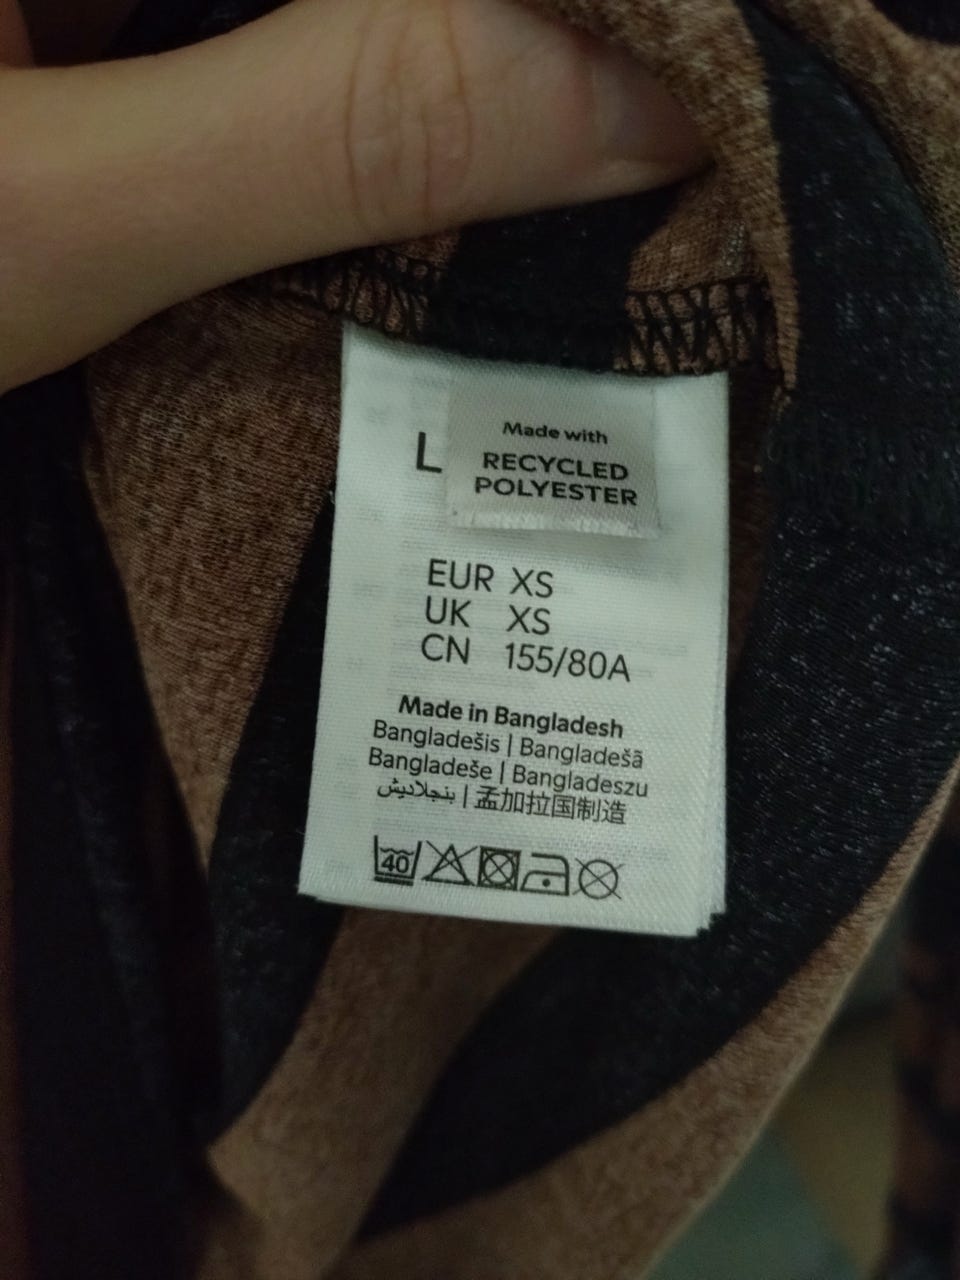 Made with
RECYCLED
POLYESTER
L
EUR XS
UK XS
CN 155/80A
Made in Bangladesh
Bangladešis | Bangladešā
Bangladeše | Bangladeszu
بنجلاديش | 孟加拉国制造
40